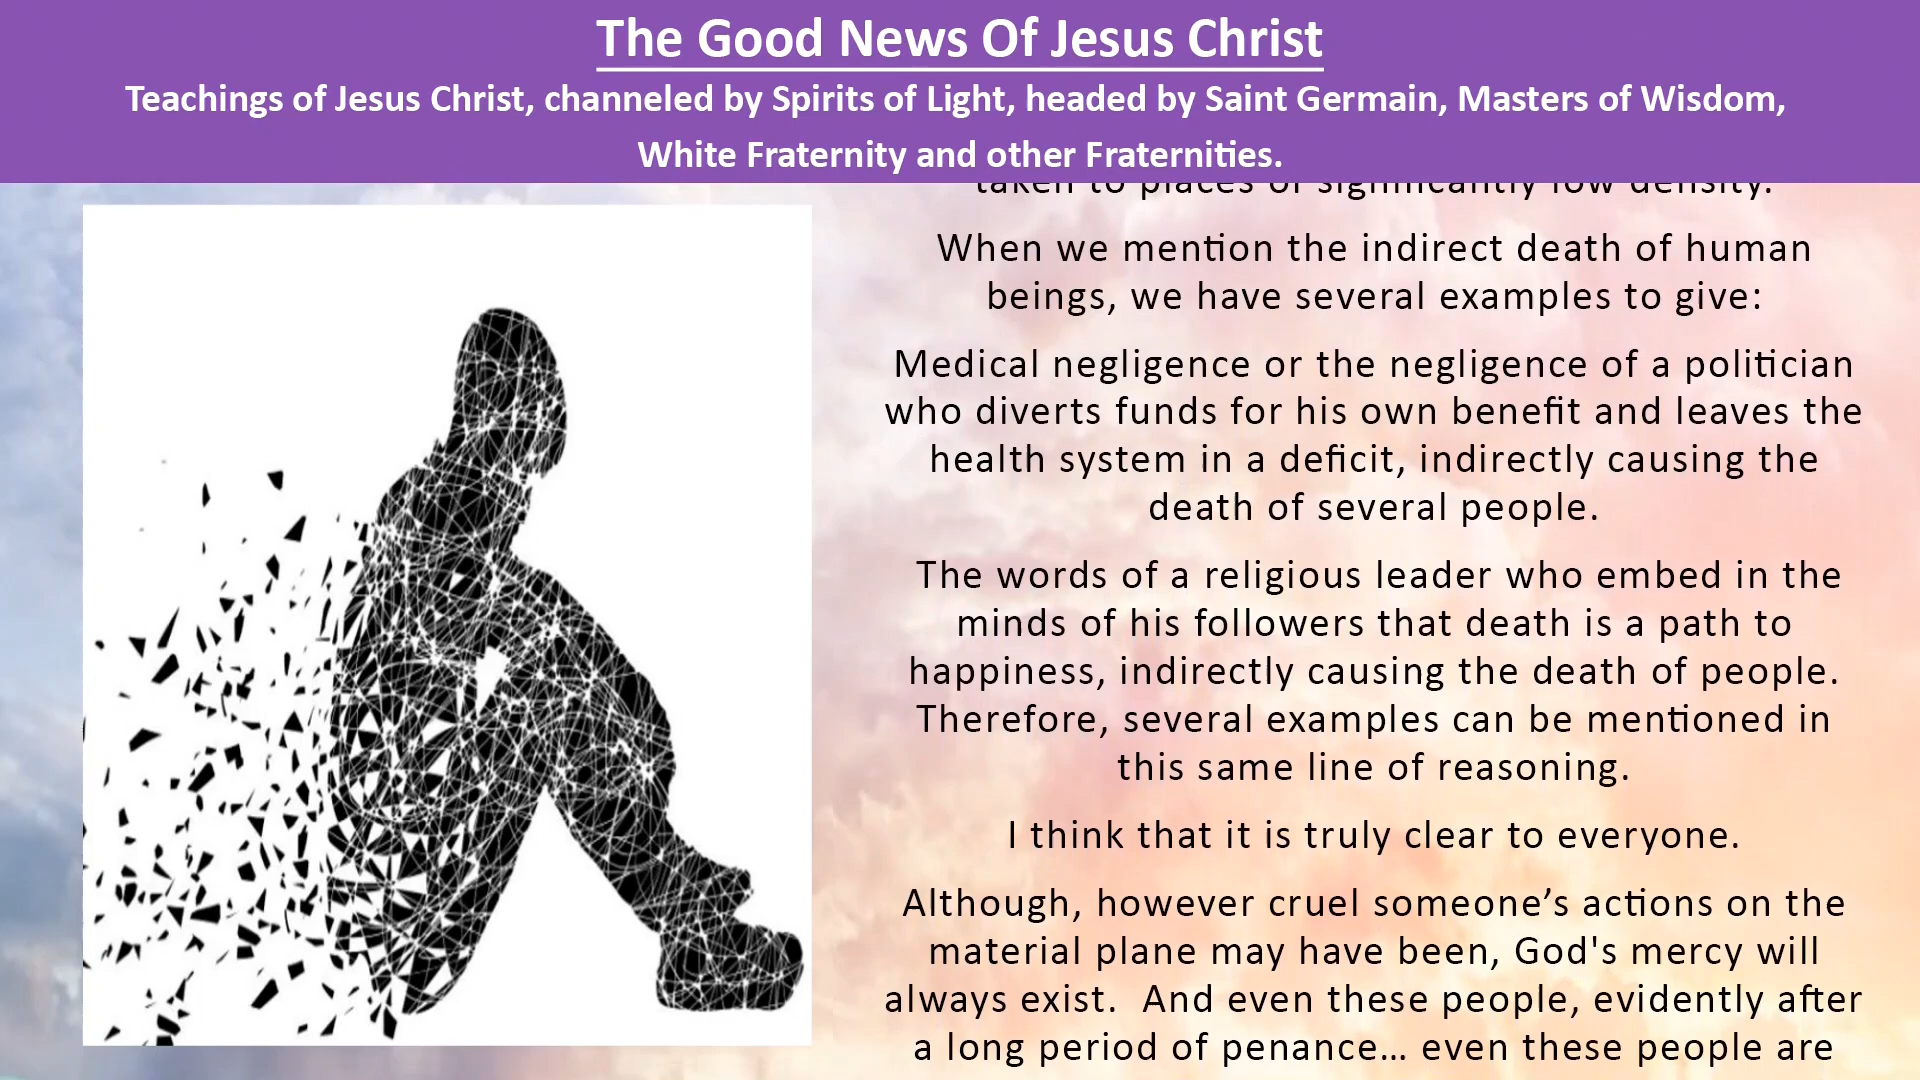 The Good News Of Jesus Christ
Teachings of Jesus Christ, channeled by Spirits of Light, headed by Saint Germain, Masters of Wisdom,
White Fraternity and other Fraternities.
taken to places of significantly low density.
When we mention the indirect death of human
beings, we have several examples to give:
Medical negligence or the negligence of a politician
who diverts funds for his own benefit and leaves the
health system in a deficit, indirectly causing the
death of several people.
The words of a religious leader who embed in the
minds of his followers that death is a path to
happiness, indirectly causing the death of people.
Therefore, several examples can be mentioned in
this same line of reasoning.
I think that it is truly clear to everyone.
Although, however cruel someone’s actions on the
material plane may have been, God's mercy will
always exist.  And even these people, evidently after
a long period of penance… even these people are